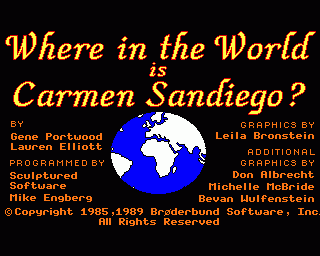 Where in the World
is
Carmen Sandiego?
BY
Gene Portwood
Lauren Elliott
PROGRAMMED BY
Sculptured
Software
Mike Engberg
GRAPHICS BY
Leila Bronstein
ADDITIONAL
GRAPHICS BY
Don Albrecht
Michelle McBride
Bevan Wulfenstein
©Copyright 1985,1989 Brøderbund Software, Inc.
All Rights Reserved